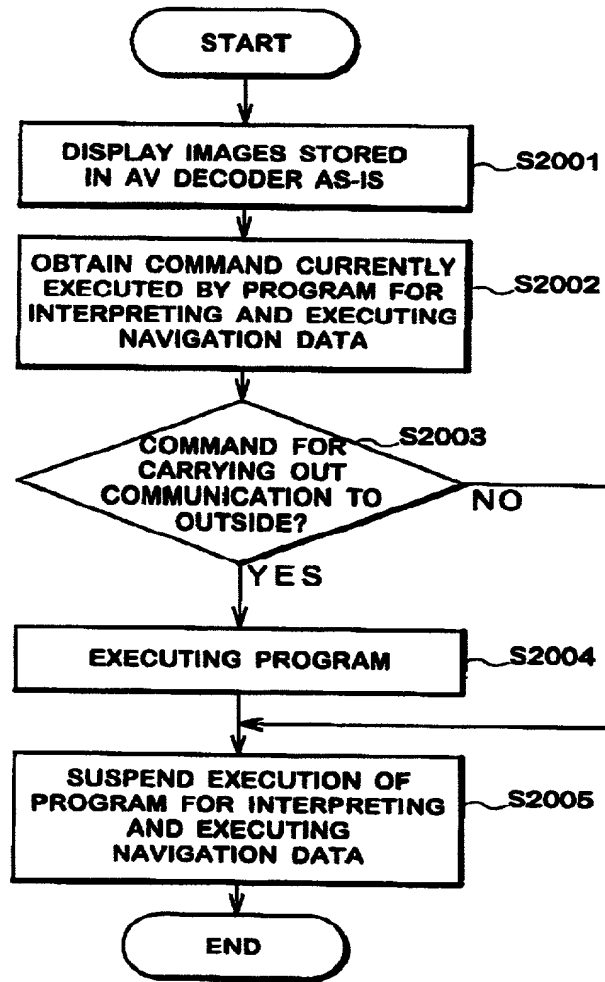 START
DISPLAY IMAGES STORED
IN AV DECODER AS-IS
S2001
OBTAIN COMMAND CURRENTLY
EXECUTED BY PROGRAM FOR
INTERPRETING AND EXECUTING
NAVIGATION DATA
S2002
COMMAND FOR
CARRYING OUT
COMMUNICATION TO
OUTSIDE?
S2003
NO
YES
EXECUTING PROGRAM
S2004
SUSPEND EXECUTION OF
PROGRAM FOR INTERPRETING
AND EXECUTING
NAVIGATION DATA
S2005
END